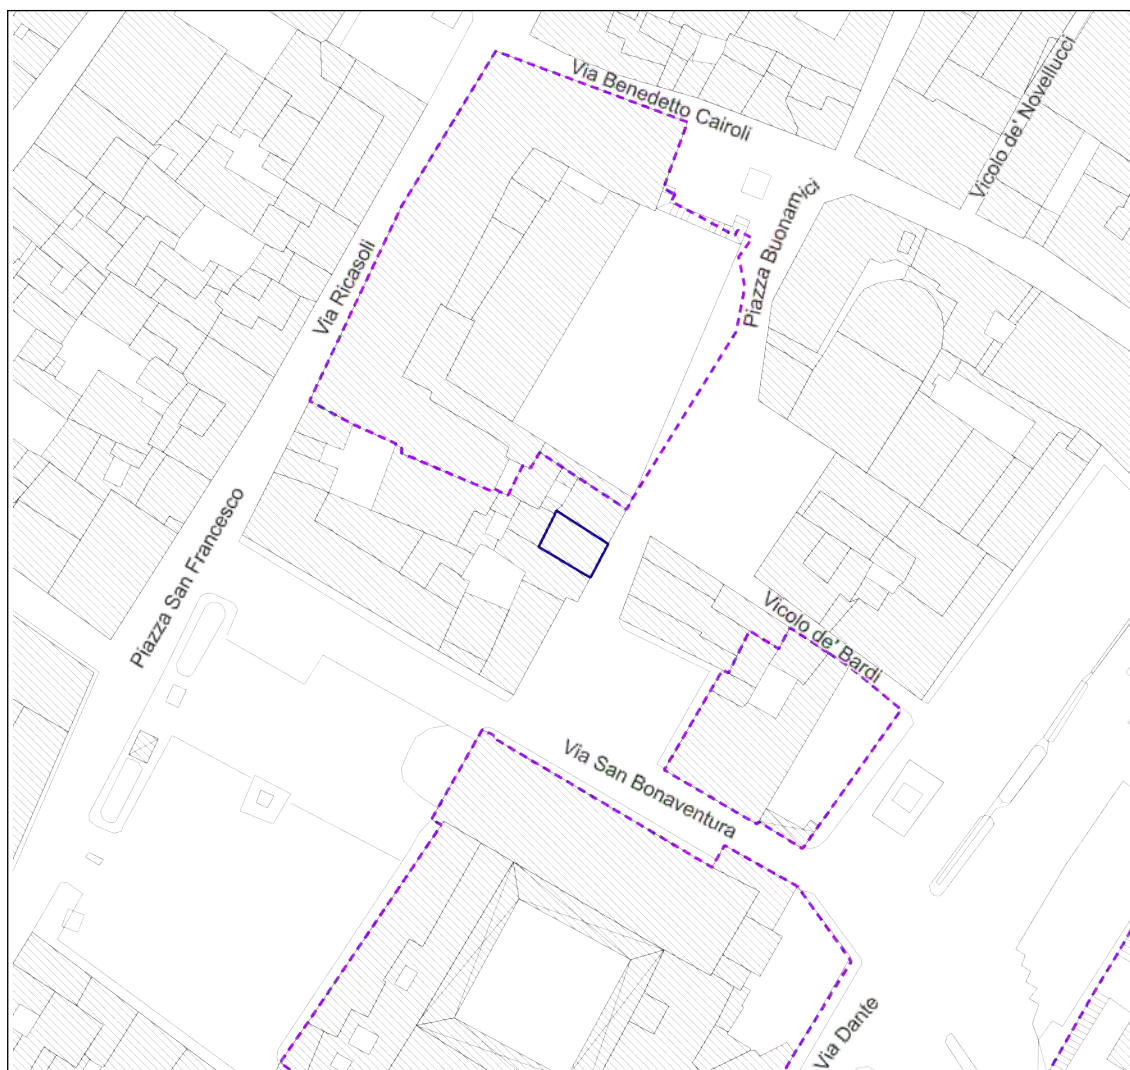 Via Benedetto Cairoli
Vicolo de' Novellucci
Piazza Buonamici
Via Ricasoli
Piazza San Francesco
Vicolo de' Bardi
Via San Bonaventura
Via Dante